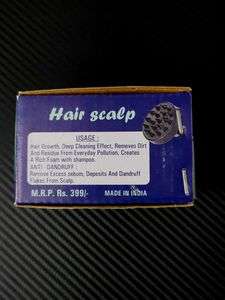 Hair scalp
USAGE :
Hair Growth, Deep Cleaning Effect, Removes Dirt
And Residue From Everyday Pollution, Creates
A Rich Foam with shampoo.
ANTI - DANDRUFF :
Remove Excess sebum, Deposits And Dandruff
Flakes From Scalp.
M.R.P. Rs. 399/- MADE IN INDIA